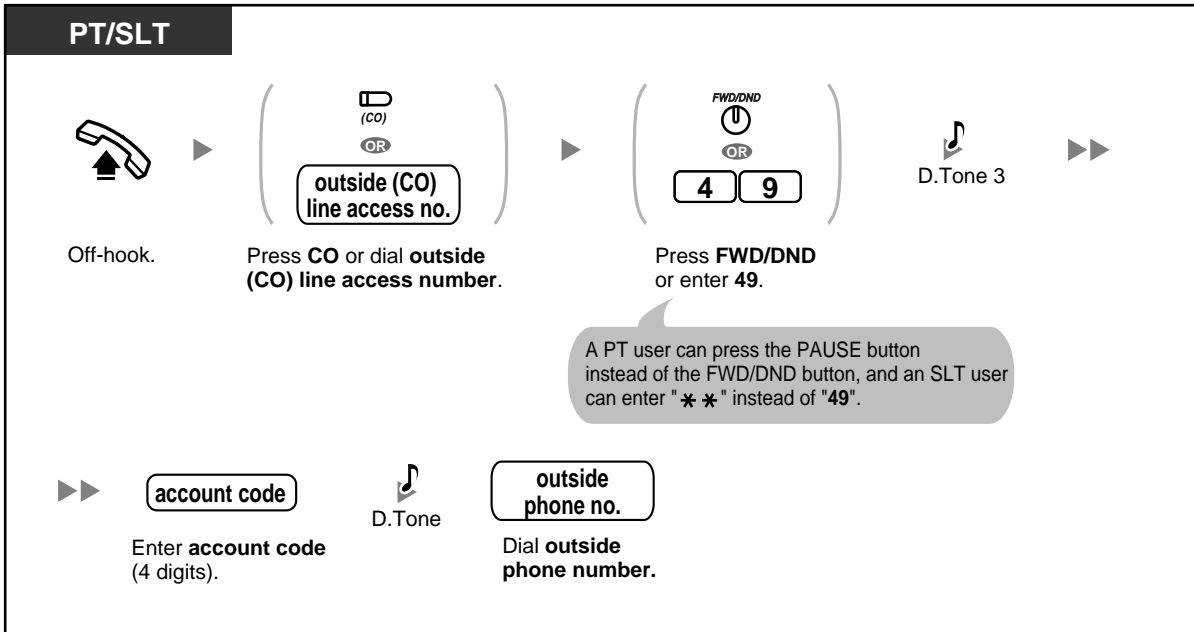 PT/SLT
(CO)
OR
outside (CO)
line access no.
FWD/DND
OR
4 9
D.Tone 3
Off-hook.
Press CO or dial outside
(CO) line access number.
Press FWD/DND
or enter 49.
A PT user can press the PAUSE button
instead of the FWD/DND button, and an SLT user
can enter "✱ ✱" instead of "49".
account code
D.Tone
outside
phone no.
Enter account code
(4 digits).
Dial outside
phone number.